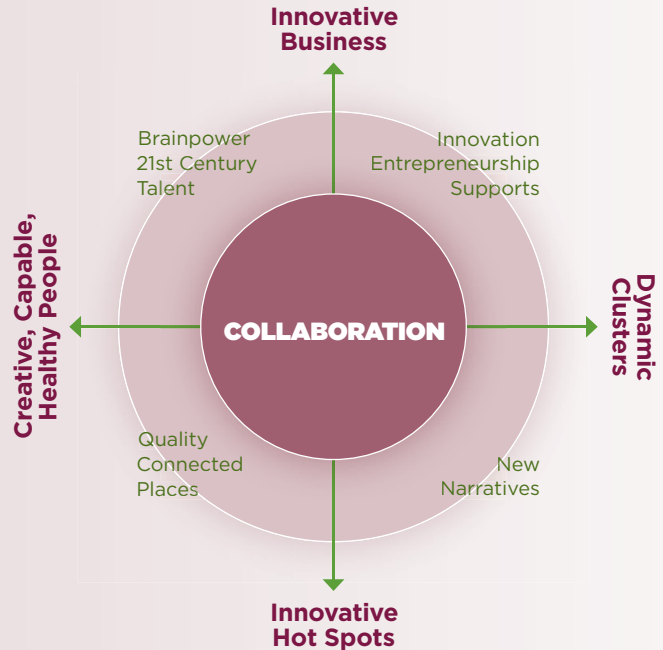 Innovative
Business
Brainpower
21st Century
Talent
Innovation
Entrepreneurship
Supports
Creative, Capable,
Healthy People
COLLABORATION
Dynamic
Clusters
Quality
Connected
Places
New
Narratives
Innovative
Hot Spots